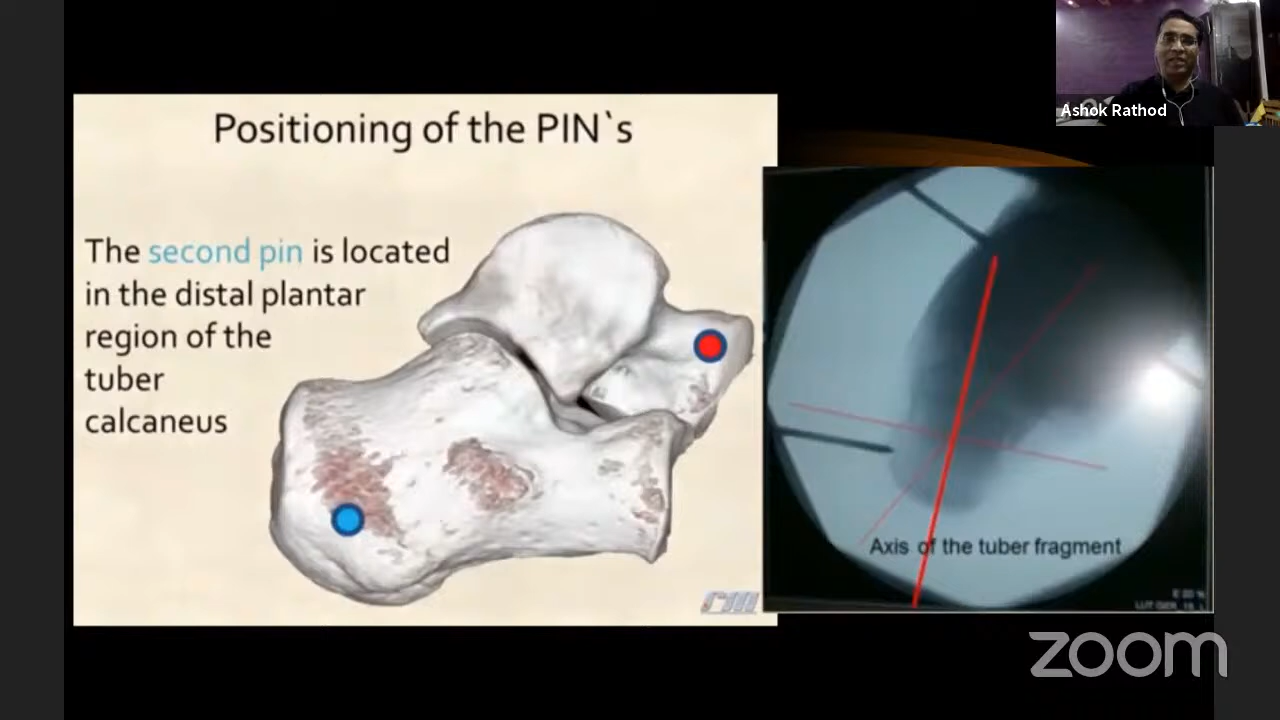 Ashok Rathod
Positioning of the PIN`s
The second pin is located
in the distal plantar
region of the
tuber
calcaneus
Axis of the tuber fragment
zoom